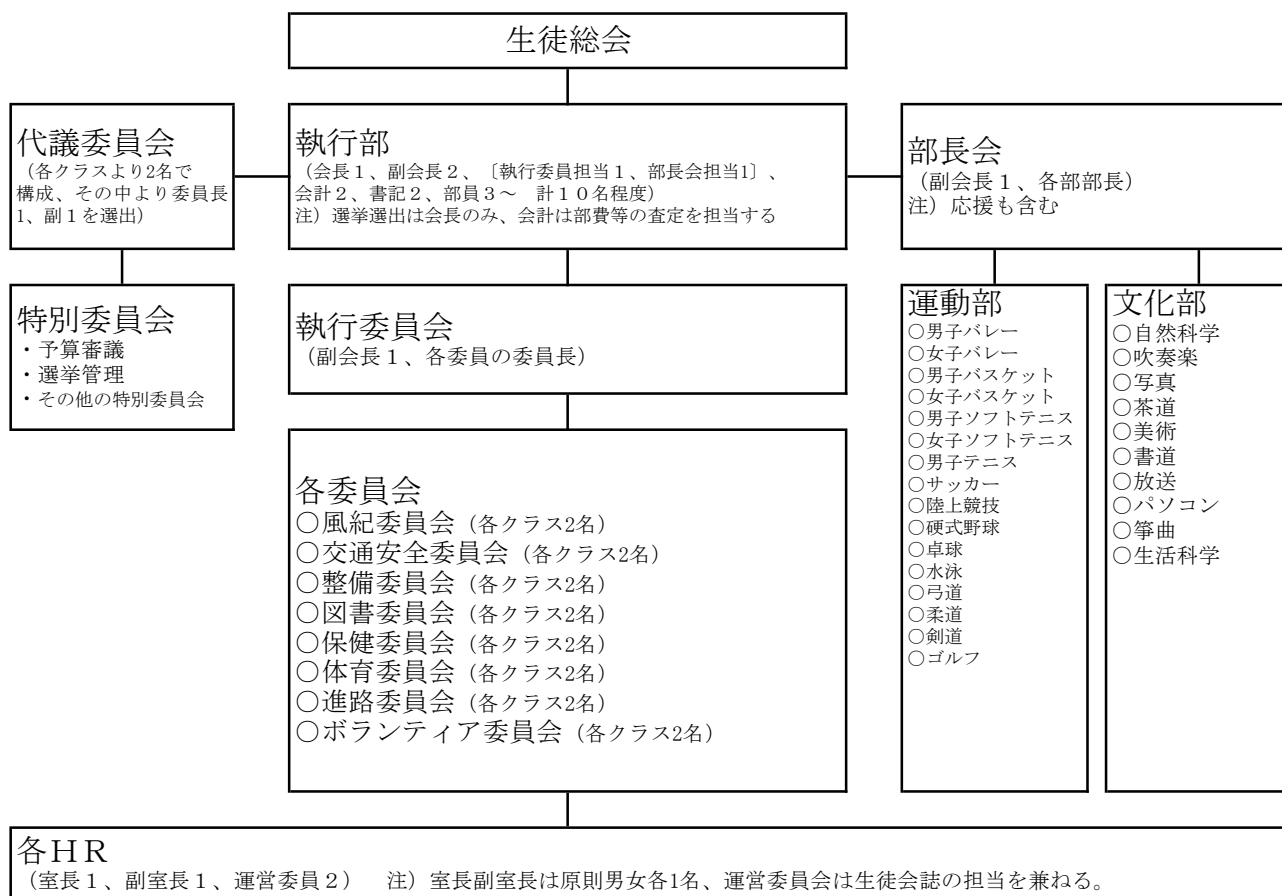 生徒総会
代議委員会
（各クラスより2名で
構成、その中より委員長
1、副１を選出）
執行部
（会長１、副会長２、〔執行委員担当１、部長会担当1〕、
会計２、書記２、部員３～　計１０名程度）
注）選挙選出は会長のみ、会計は部費等の査定を担当する
部長会
（副会長１、各部部長）
注）応援も含む
特別委員会
・予算審議
・選挙管理
・その他の特別委員会
執行委員会
（副会長１、各委員の委員長）
各委員会
○風紀委員会（各クラス2名）
○交通安全委員会（各クラス2名）
○整備委員会（各クラス2名）
○図書委員会（各クラス2名）
○保健委員会（各クラス2名）
○体育委員会（各クラス2名）
○進路委員会（各クラス2名）
○ボランティア委員会（各クラス2名）
運動部
○男子バレー
○女子バレー
○男子バスケット
○女子バスケット
○男子ソフトテニス
○女子ソフトテニス
○男子テニス
○サッカー
○陸上競技
○硬式野球
○卓球
○水泳
○弓道
○柔道
○剣道
○ゴルフ
文化部
○自然科学
○吹奏楽
○写真
○茶道
○美術
○書道
○放送
○パソコン
○箏曲
○生活科学
各ＨＲ
（室長１、副室長１、運営委員２）　注）室長副室長は原則男女各1名、運営委員会は生徒会誌の担当を兼ねる。